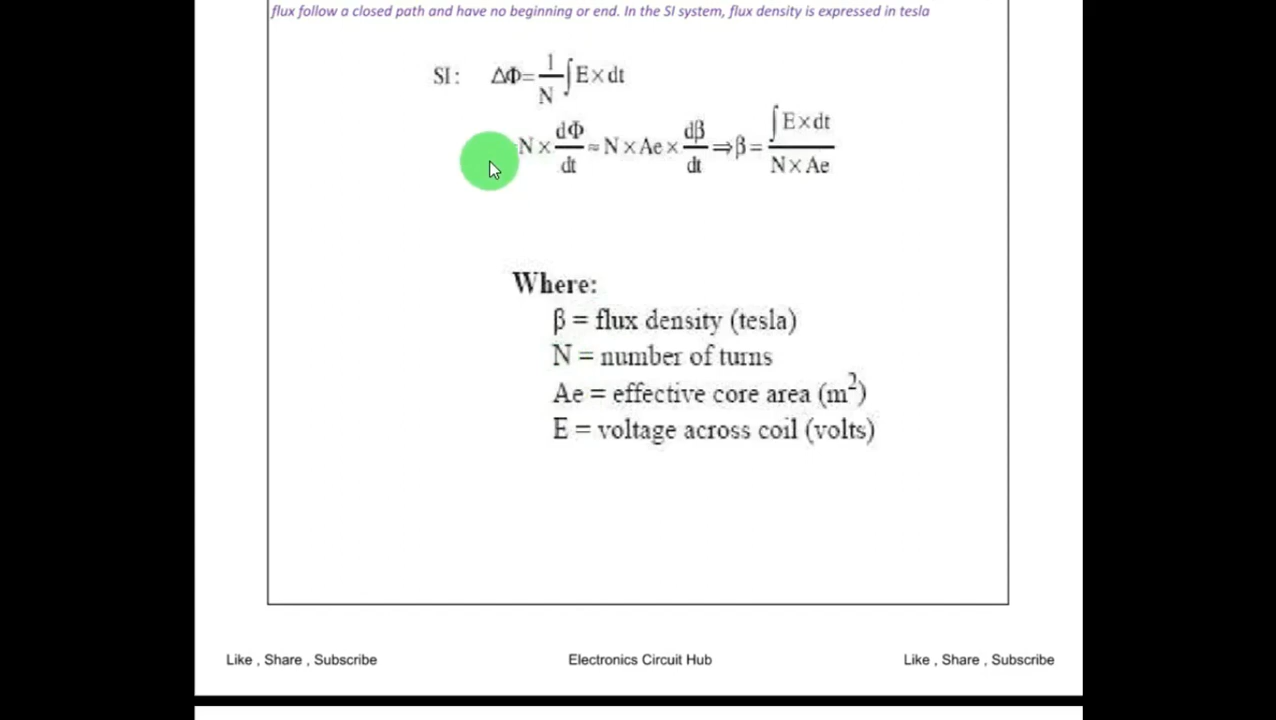 flux follow a closed path and have no beginning or end. In the SI system, flux density is expressed in tesla
SI : ΔΦ= 1/N ∫E×dt
N × dΦ/dt ≈ N × Ae × dβ/dt ⇒ β = ∫E×dt / N× Ae
Where:
β = flux density (tesla)
N = number of turns
Ae = effective core area (m²)
E = voltage across coil (volts)
Like , Share , Subscribe
Electronics Circuit Hub
Like , Share , Subscribe